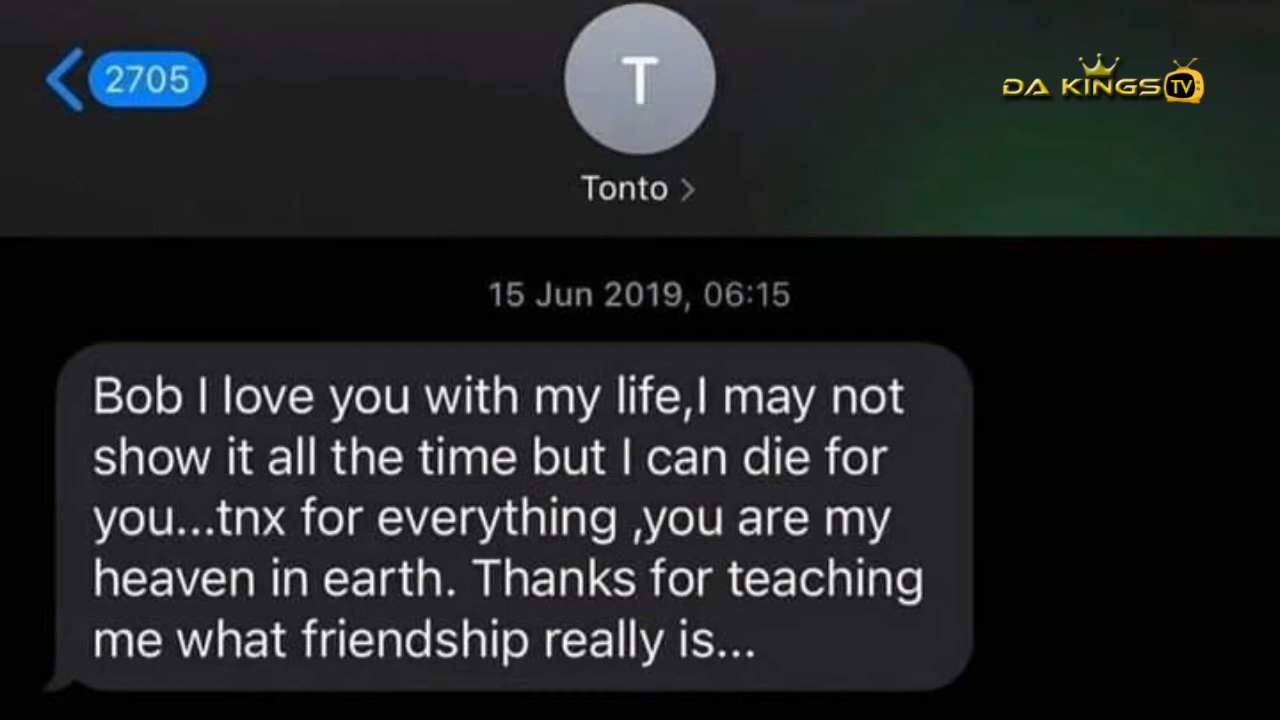 2705
T
DA KINGS TV
Tonto >
15 Jun 2019, 06:15
Bob I love you with my life,I may not
show it all the time but I can die for
you...tnx for everything ,you are my
heaven in earth. Thanks for teaching
me what friendship really is...